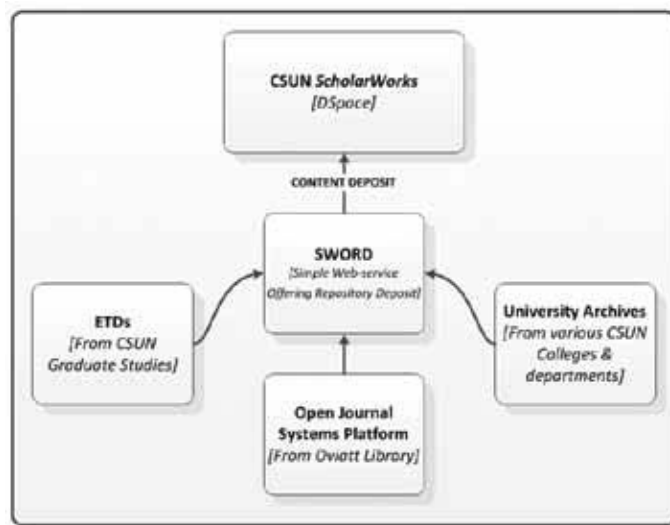 CSUN ScholarWorks
[DSpace]
CONTENT DEPOSIT
SWORD
[Simple Web-service
Offering Repository Deposit]
ETDs
[From CSUN
Graduate Studies]
University Archives
[From various CSUN
Colleges &
departments]
Open Journal
Systems Platform
[From Oviatt Library]